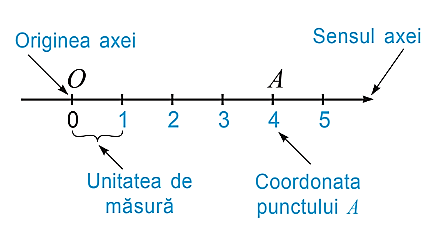 Originea axei
Sensul axei
O A
0 1 2 3 4 5
Unitatea de
măsură
Coordonata
punctului A